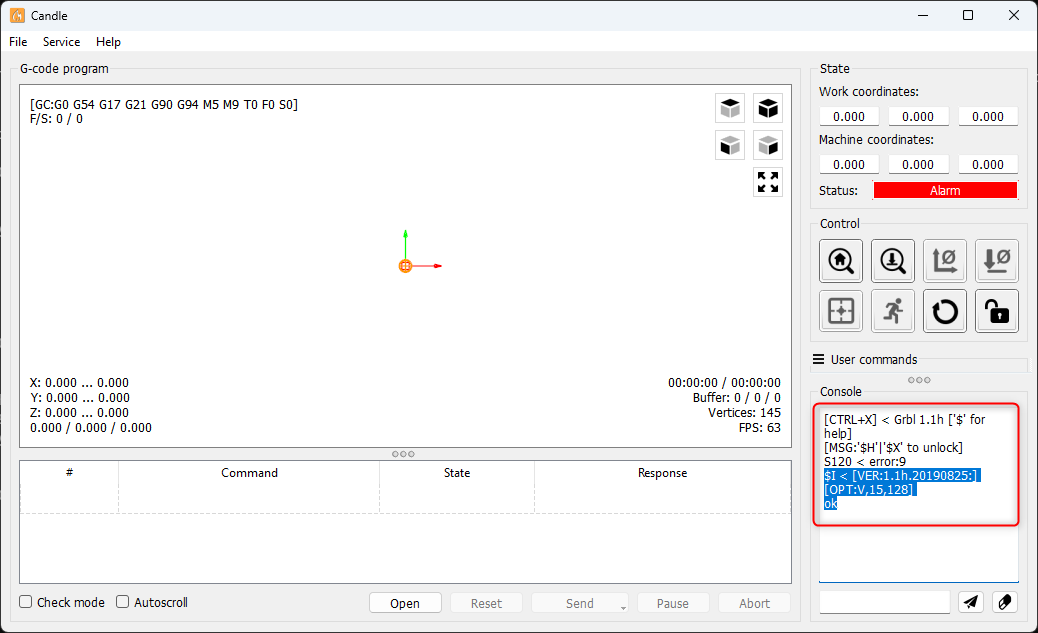 Candle
File Service Help
G-code program
[GC:G0 G54 G17 G21 G90 G94 M5 M9 T0 F0 S0]
F/S: 0 / 0
X: 0.000 ... 0.000
Y: 0.000 ... 0.000
Z: 0.000 ... 0.000
0.000 / 0.000 / 0.000
00:00:00 / 00:00:00
Buffer: 0 / 0 / 0
Vertices: 145
FPS: 63
# Command State Response
Check mode Autoscroll Open Reset Send Pause Abort
State
Work coordinates:
0.000 0.000 0.000
Machine coordinates:
0.000 0.000 0.000
Status: Alarm
Control
User commands
Console
[CTRL+X] < Grbl 1.1h ['$' for
help]
[MSG:'$H'|'$X' to unlock]
S120 < error:9
$I < [VER:1.1h.20190825:]
[OPT:V,15,128]
ok